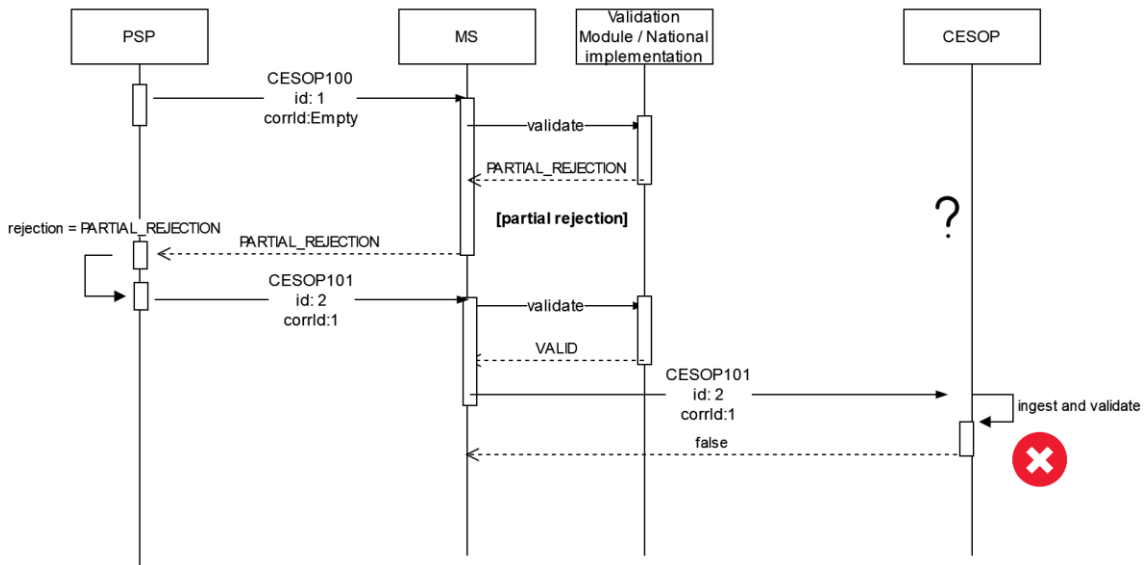 PSP
MS
Validation
Module / National
implementation
CESOP
CESOP100
id: 1
corrId:Empty
validate
PARTIAL_REJECTION
[partial rejection]
?
rejection = PARTIAL_REJECTION
PARTIAL_REJECTION
CESOP101
id: 2
corrId:1
validate
VALID
CESOP101
id: 2
corrId:1
ingest and validate
false